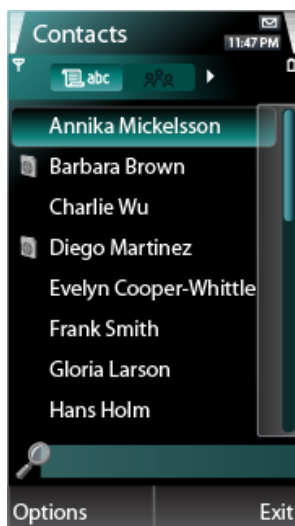 Contacts
11:47 PM
abc
Annika Mickelsson
Barbara Brown
Charlie Wu
Diego Martinez
Evelyn Cooper-Whittle
Frank Smith
Gloria Larson
Hans Holm
Options Exit